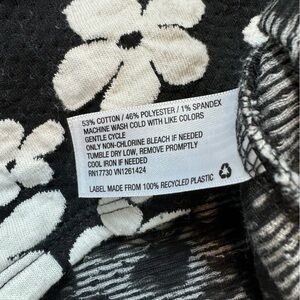 53% COTTON / 46% POLYESTER / 1% SPANDEX
MACHINE WASH COLD WITH LIKE COLORS
GENTLE CYCLE
ONLY NON-CHLORINE BLEACH IF NEEDED
TUMBLE DRY LOW, REMOVE PROMPTLY
COOL IRON IF NEEDED
RN17730 VN1261424
LABEL MADE FROM 100% RECYCLED PLASTIC